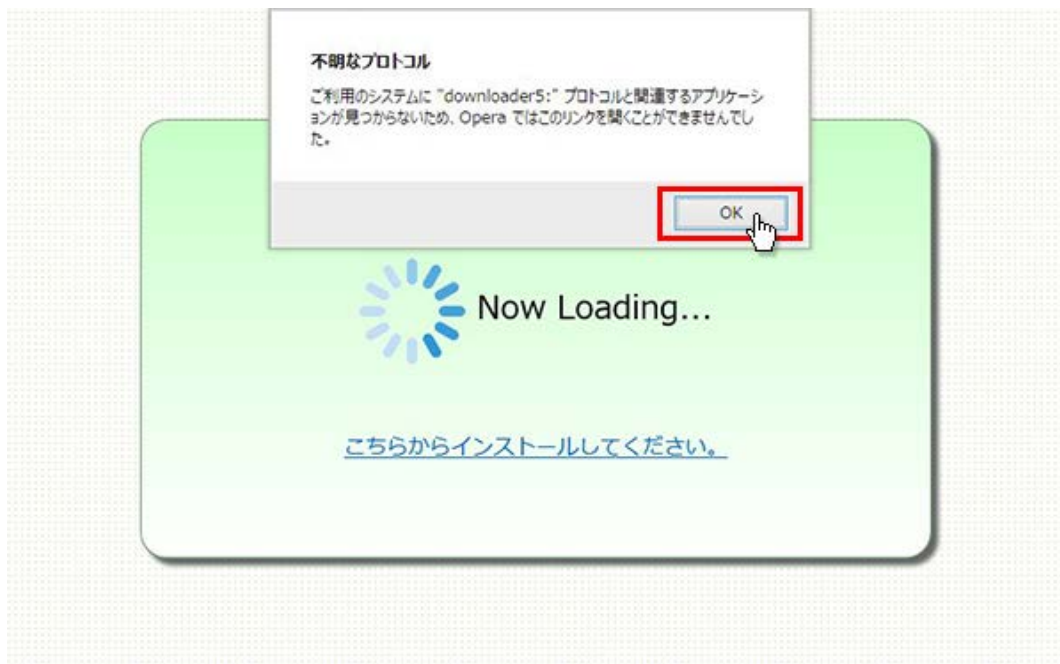 不明なプロトコル
ご利用のシステムに "downloader5:" プロトコルと関連するアプリケーシ
ョンが見つからないため、Opera ではこのリンクを開くことができませんでし
た。
OK
Now Loading...
こちらからインストールしてください。